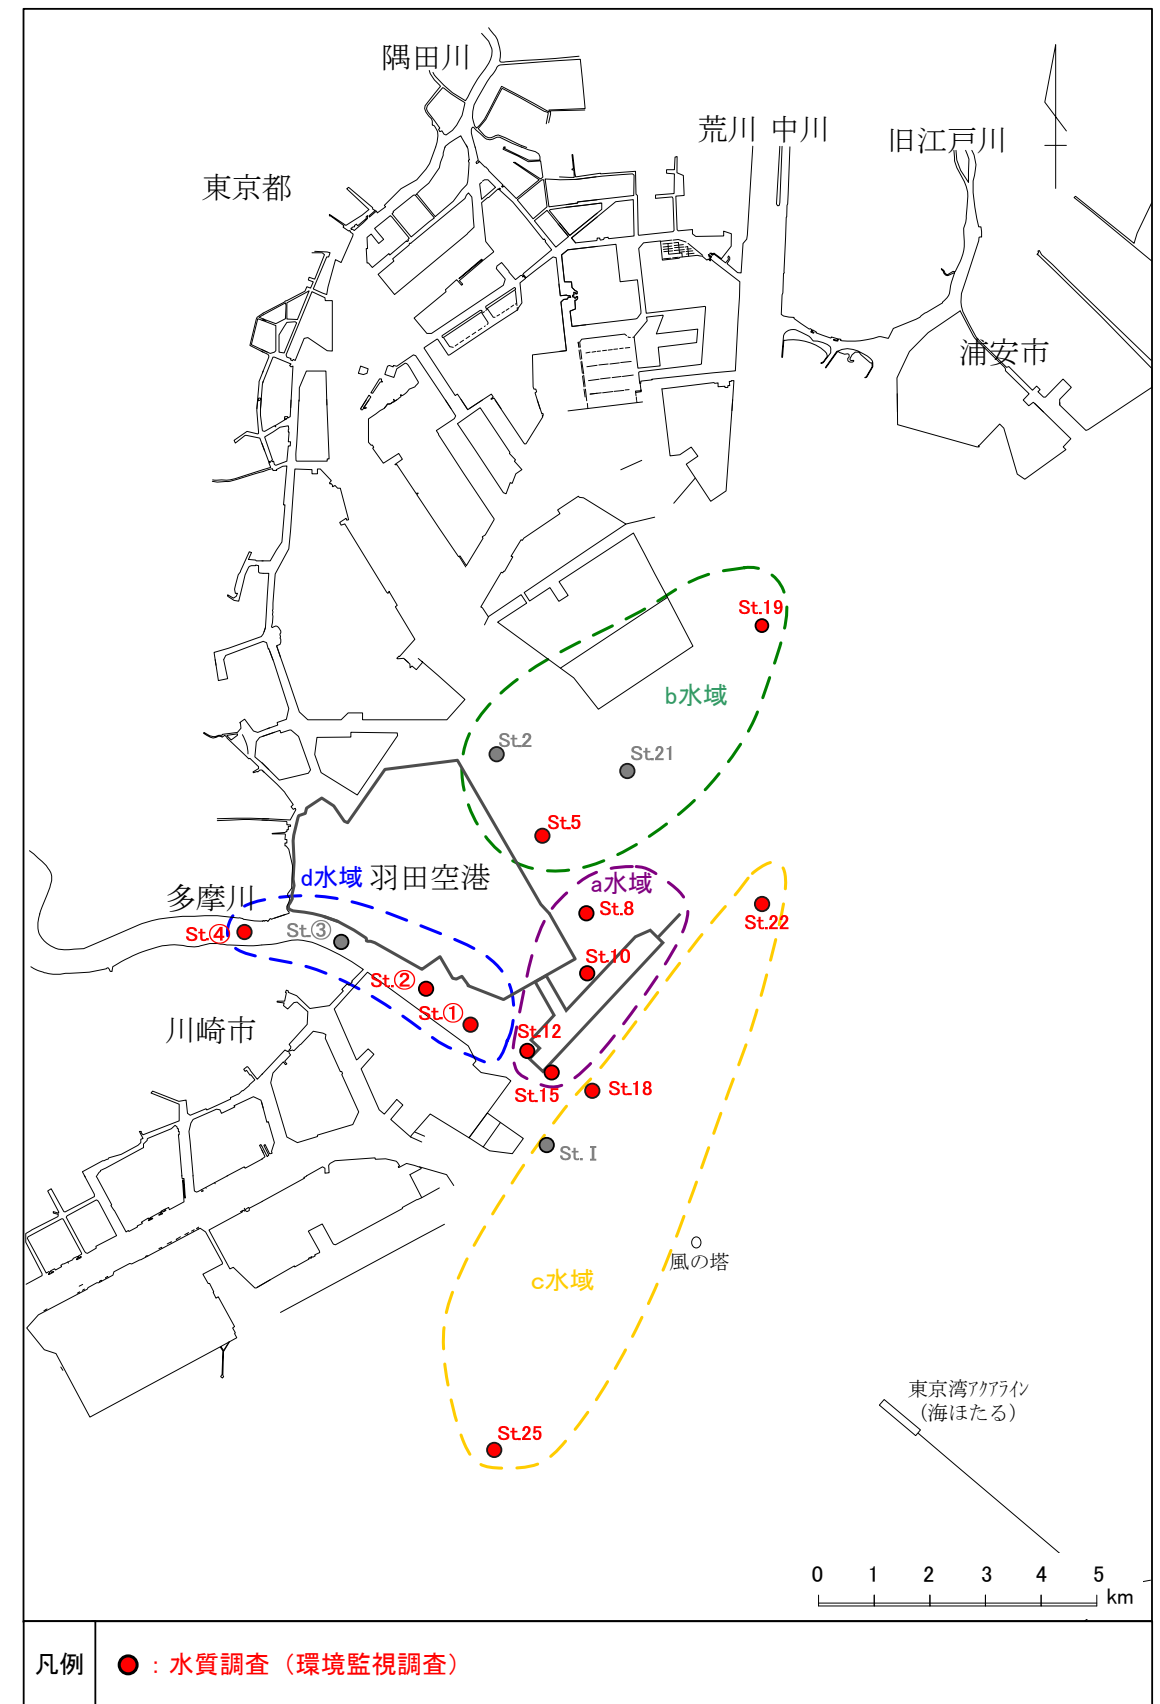 隅田川
荒川 中川
旧江戸川
東京都
浦安市
St.19
b水域
St.2
St.21
St.5
d水域 羽田空港
a水域
多摩川
St.8
St.22
St.④
St.③
St.10
St.②
St.①
川崎市
St.12
St.15
St.18
St.Ⅰ
風の塔
c水域
東京湾アクアライン
（海ほたる）
St.25
0 1 2 3 4 5
km
凡例
：水質調査（環境監視調査）